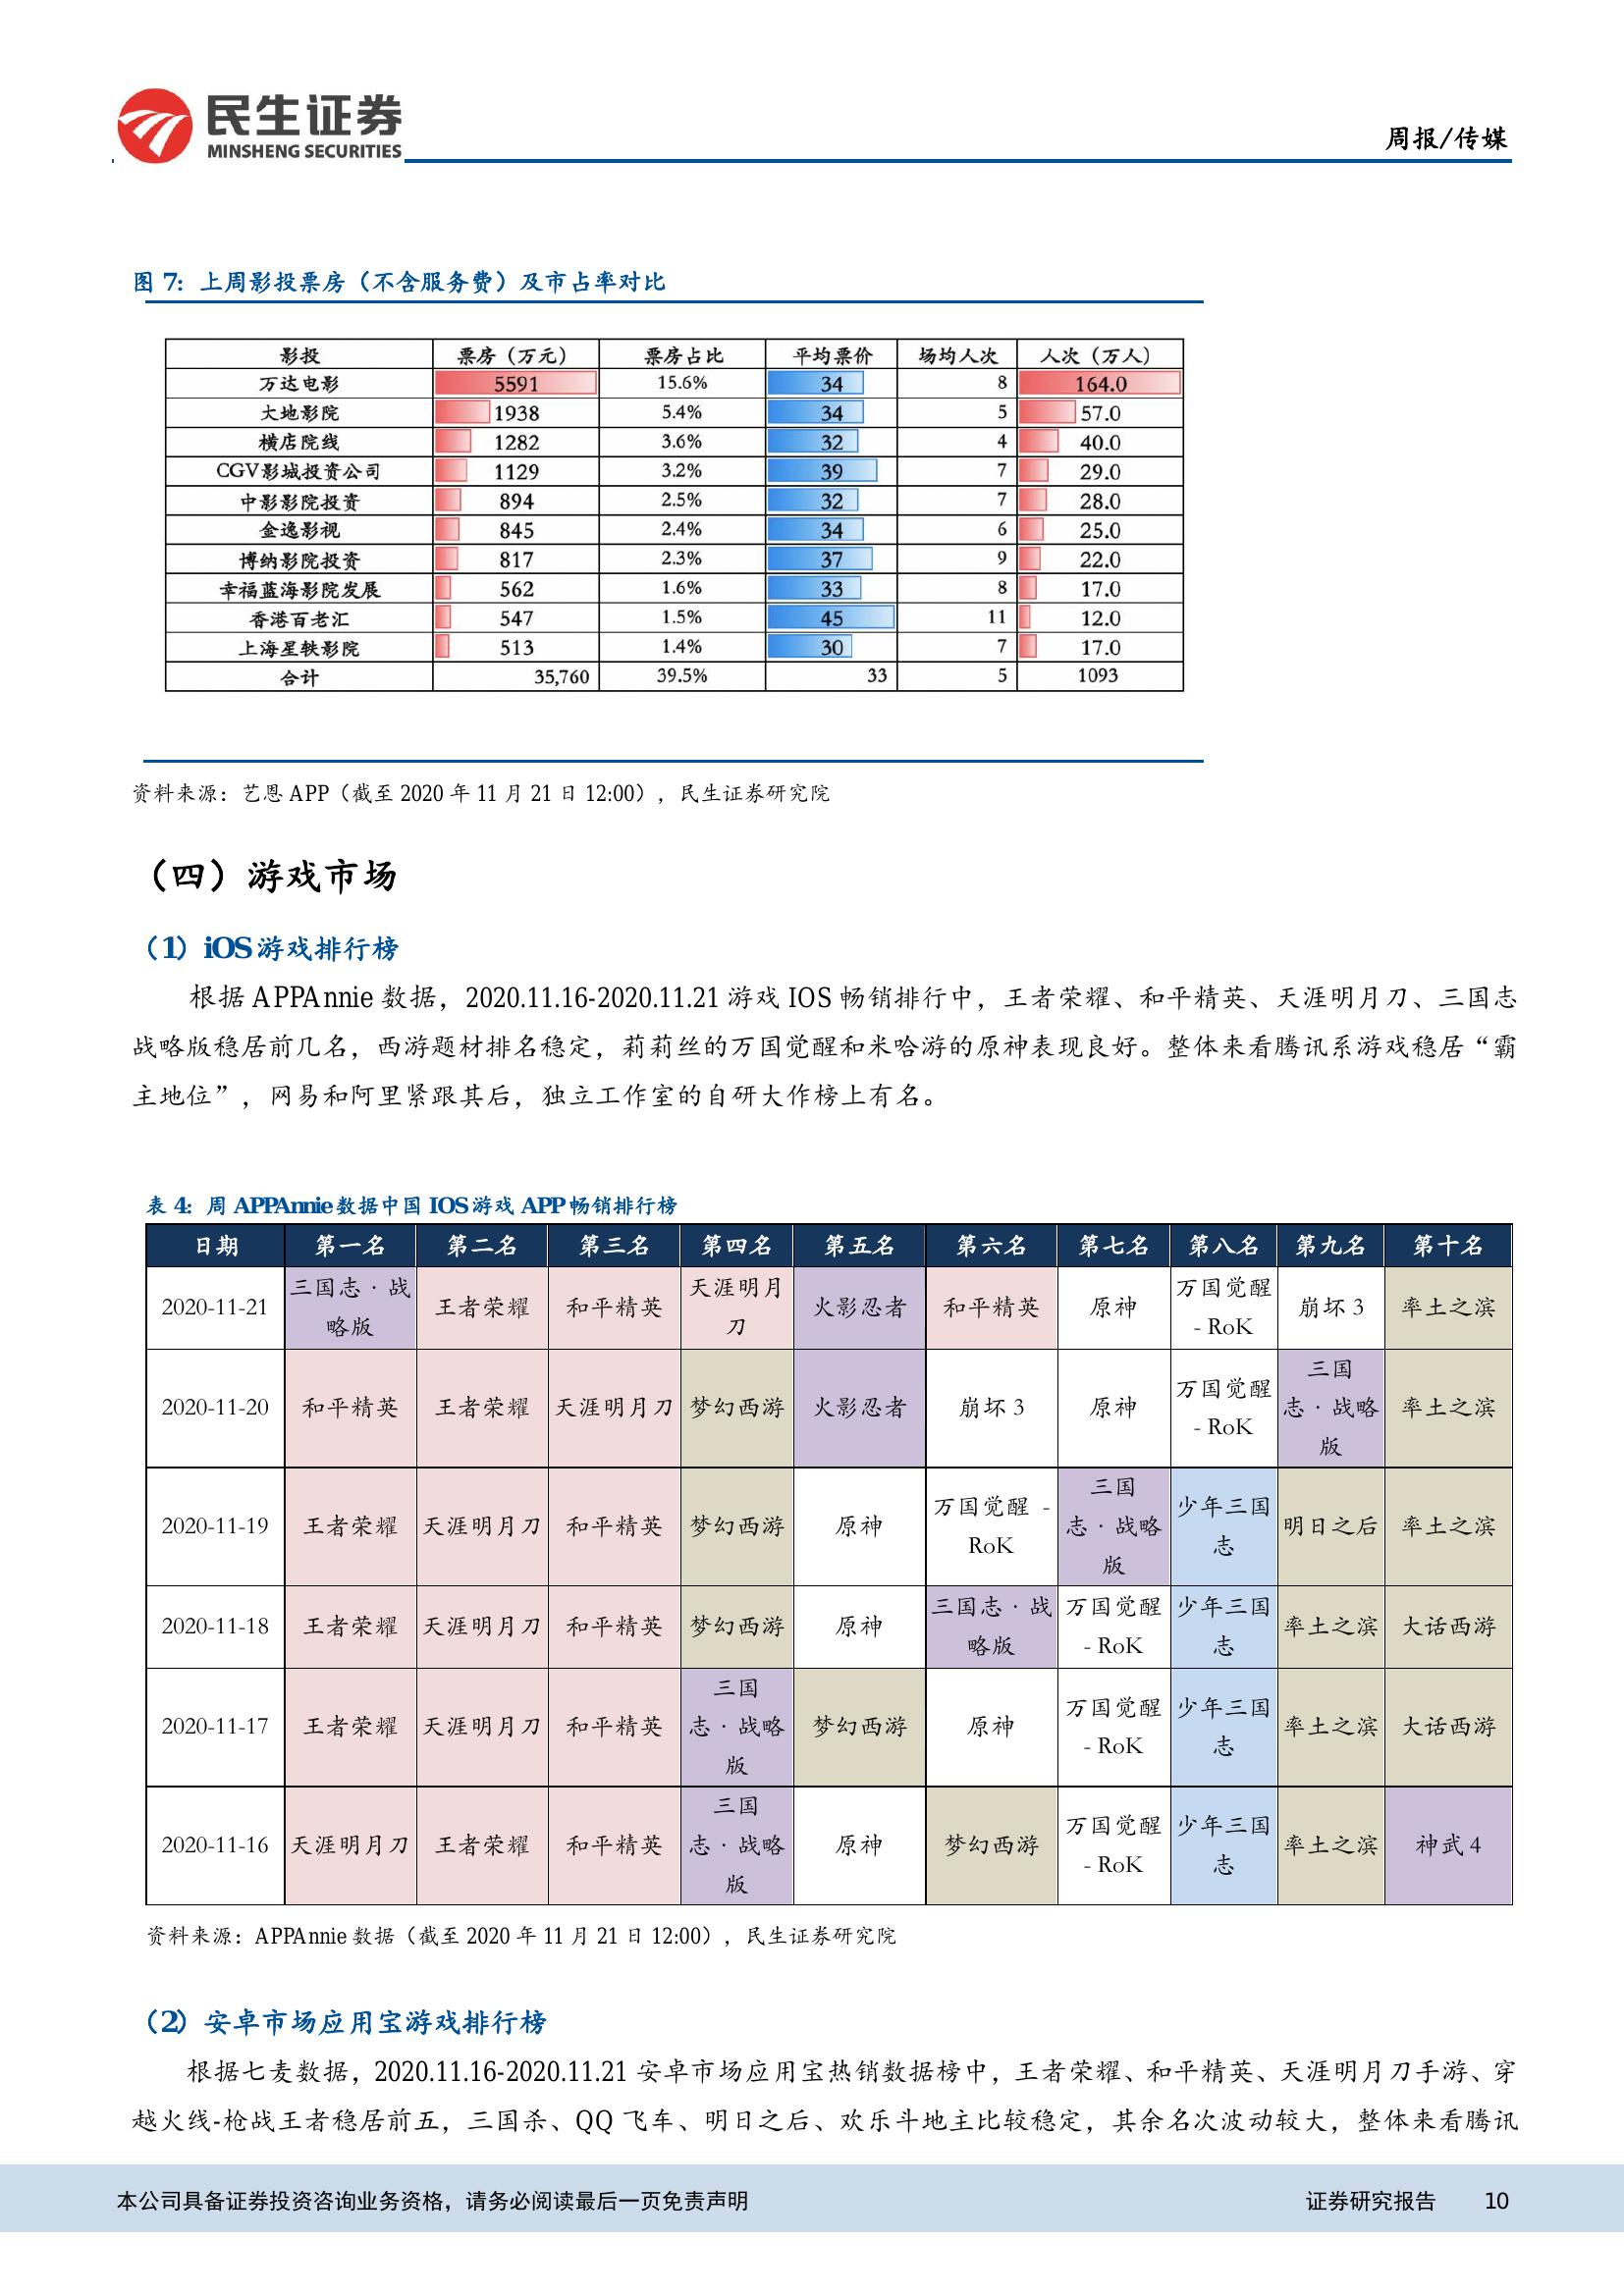 民生证券
MINSHENG SECURITIES
周报/传媒
图 7：上周影投票房（不含服务费）及市占率对比
影投 票房（万元） 票房占比 平均票价 场均人次 人次（万人）
万达电影 5591 15.6% 34 8 164.0
大地影院 1938 5.4% 34 5 57.0
横店院线 1282 3.6% 32 4 40.0
CGV影城投资公司 1129 3.2% 39 7 29.0
中影影院投资 894 2.5% 32 7 28.0
金逸影视 845 2.4% 34 6 25.0
博纳影院投资 817 2.3% 37 9 22.0
幸福蓝海影院发展 562 1.6% 33 8 17.0
香港百老汇 547 1.5% 45 11 12.0
上海星轶影院 513 1.4% 30 7 17.0
合计 35,760 39.5% 33 5 1093
资料来源：艺恩 APP（截至 2020 年 11 月 21 日 12:00），民生证券研究院
（四）游戏市场
（1）iOS 游戏排行榜
根据 APPAnnie 数据，2020.11.16-2020.11.21 游戏 IOS 畅销排行中，王者荣耀、和平精英、天涯明月刀、三国志
战略版稳居前几名，西游题材排名稳定，莉莉丝的万国觉醒和米哈游的原神表现良好。整体来看腾讯系游戏稳居“霸
主地位”，网易和阿里紧跟其后，独立工作室的自研大作榜上有名。
表 4：周 APPAnnie 数据中国 IOS 游戏 APP 畅销排行榜
日期 第一名 第二名 第三名 第四名 第五名 第六名 第七名 第八名 第九名 第十名
2020-11-21 三国志·战略版 王者荣耀 和平精英 天涯明月刀 火影忍者 和平精英 原神 万国觉醒 - RoK 崩坏 3 率土之滨
2020-11-20 和平精英 王者荣耀 天涯明月刀 梦幻西游 火影忍者 崩坏 3 原神 万国觉醒 - RoK 三国志·战略版 率土之滨
2020-11-19 王者荣耀 天涯明月刀 和平精英 梦幻西游 原神 万国觉醒 - RoK 三国志·战略版 少年三国志 明日之后 率土之滨
2020-11-18 王者荣耀 天涯明月刀 和平精英 梦幻西游 原神 三国志·战略版 万国觉醒 - RoK 少年三国志 率土之滨 大话西游
2020-11-17 王者荣耀 天涯明月刀 和平精英 三国志·战略版 梦幻西游 原神 万国觉醒 - RoK 少年三国志 率土之滨 大话西游
2020-11-16 天涯明月刀 王者荣耀 和平精英 三国志·战略版 原神 梦幻西游 万国觉醒 - RoK 少年三国志 率土之滨 神武 4
资料来源：APPAnnie 数据（截至 2020 年 11 月 21 日 12:00），民生证券研究院
（2）安卓市场应用宝游戏排行榜
根据七麦数据，2020.11.16-2020.11.21 安卓市场应用宝热销数据榜中，王者荣耀、和平精英、天涯明月刀手游、穿
越火线-枪战王者稳居前五，三国杀、QQ 飞车、明日之后、欢乐斗地主比较稳定，其余名次波动较大，整体来看腾讯
本公司具备证券投资咨询业务资格，请务必阅读最后一页免责声明 证券研究报告 10